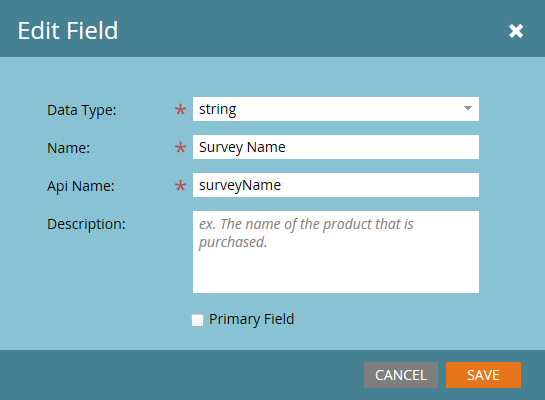 Edit Field
Data Type: * string
Name: * Survey Name
Api Name: * surveyName
Description: ex. The name of the product that is
purchased.
Primary Field
CANCEL SAVE